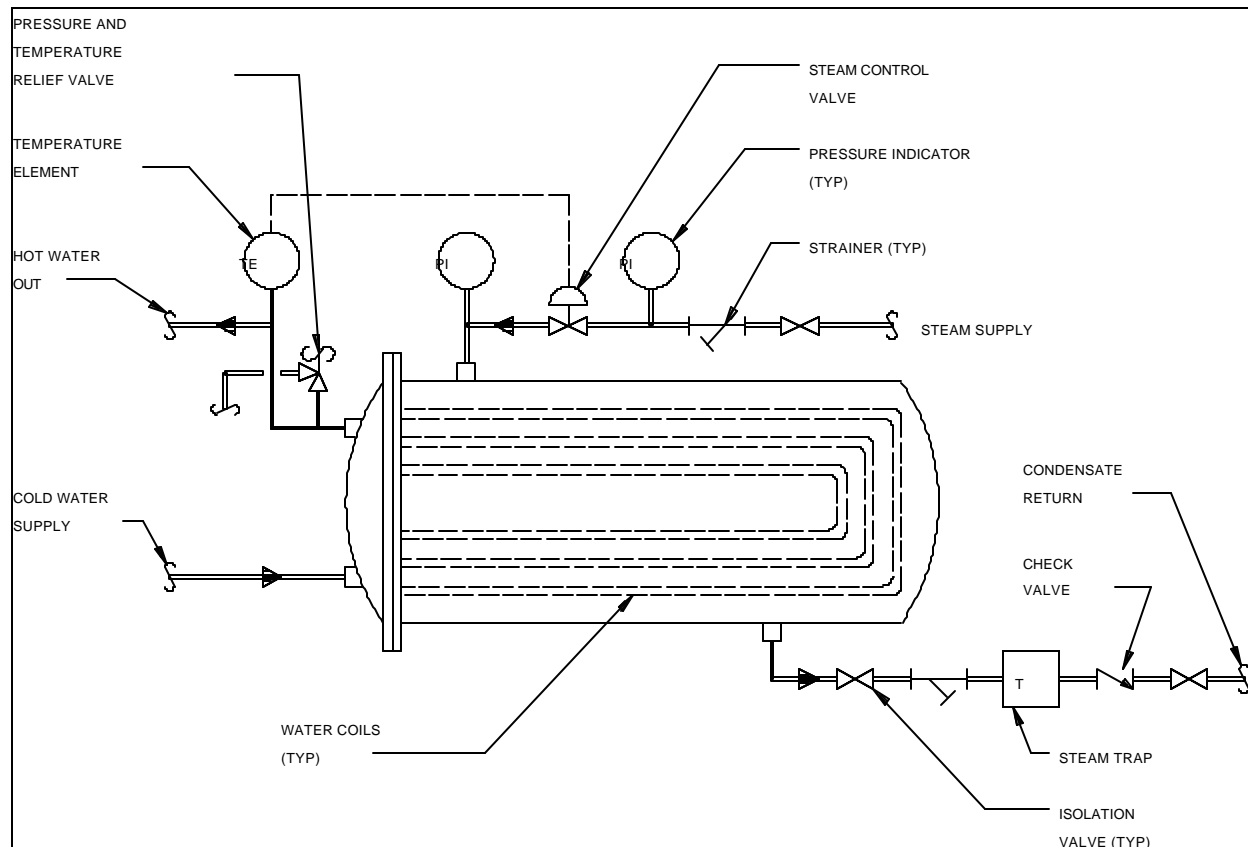 PRESSURE AND
TEMPERATURE
RELIEF VALVE
STEAM CONTROL
VALVE
TEMPERATURE
ELEMENT
PRESSURE INDICATOR
(TYP)
HOT WATER
OUT
TE
PI
PI
STRAINER (TYP)
STEAM SUPPLY
COLD WATER
SUPPLY
CONDENSATE
RETURN
CHECK
VALVE
T
WATER COILS
(TYP)
STEAM TRAP
ISOLATION
VALVE (TYP)